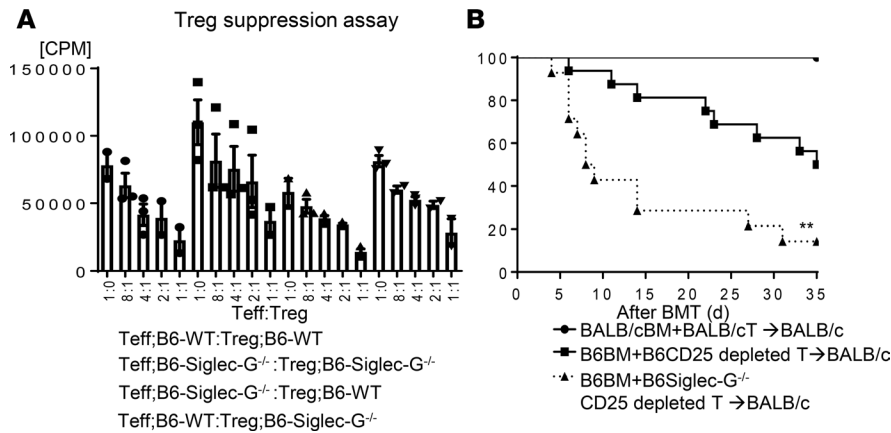 A
Treg suppression assay
[CPM]
150000
100000
50000
0
1:0 8:1 4:1 2:1 1:1 1:0 8:1 4:1 2:1 1:1 1:0 8:1 4:1 2:1 1:1 1:0 8:1 4:1 2:1 1:1
Teff:Treg
Teff;B6-WT:Treg;B6-WT
Teff;B6-Siglec-G-/- :Treg;B6-Siglec-G-/-
Teff;B6-Siglec-G-/- :Treg;B6-WT
Teff;B6-WT:Treg;B6-Siglec-G-/-
B
100
80
60
40
20
0
**
0 5 10 15 20 25 30 35
After BMT (d)
BALB/cBM+BALB/cT →BALB/c
B6BM+B6CD25 depleted T→BALB/c
B6BM+B6Siglec-G-/-
CD25 depleted T →BALB/c